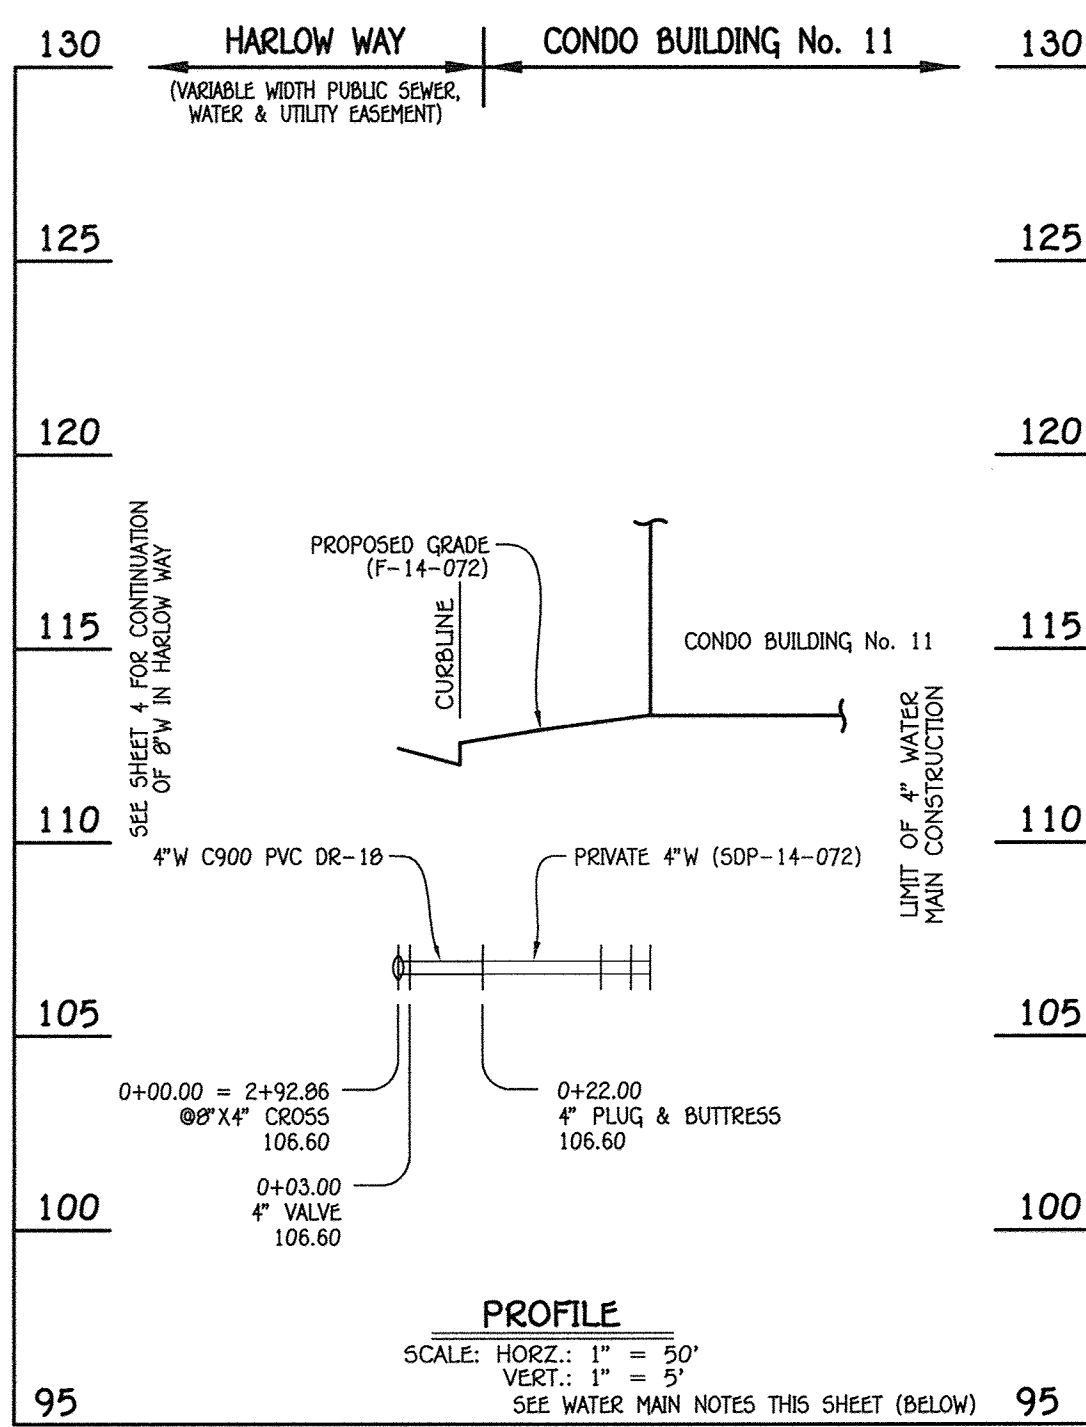 130 HARLOW WAY CONDO BUILDING No. 11 130
(VARIABLE WIDTH PUBLIC SEWER,
WATER & UTILITY EASEMENT)
125 125
120 120
SEE SHEET 4 FOR CONTINUATION
OF 8"W IN HARLOW WAY
PROPOSED GRADE
(F-14-072)
CURBLINE
115 115
CONDO BUILDING No. 11
LIMIT OF 4" WATER
MAIN CONSTRUCTION
110 110
4"W C900 PVC DR-18 PRIVATE 4"W (SDP-14-072)
105 105
0+00.00 = 2+92.86
@8"X4" CROSS
106.60
0+22.00
4" PLUG & BUTTRESS
106.60
0+03.00
4" VALVE
106.60
100 100
PROFILE
SCALE: HORZ.: 1" = 50'
VERT.: 1" = 5'
SEE WATER MAIN NOTES THIS SHEET (BELOW)
95 95